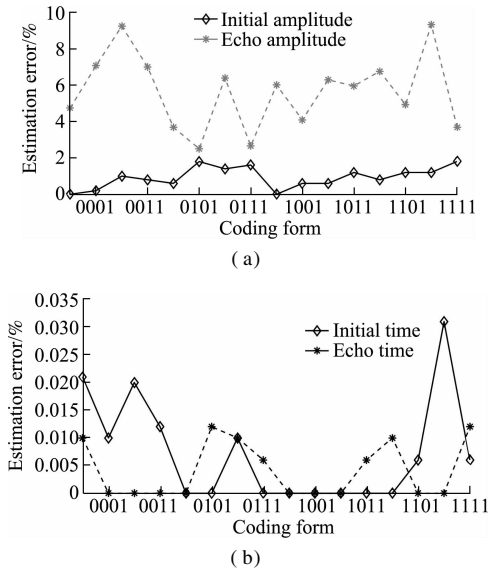 10
8
6
4
2
0
Estimation error/%
Initial amplitude
Echo amplitude
0001 0011 0101 0111 1001 1011 1101 1111
Coding form
(a)
0.035
0.030
0.025
0.020
0.015
0.010
0.005
0
Estimation error/%
Initial time
Echo time
0001 0011 0101 0111 1001 1011 1101 1111
Coding form
(b)